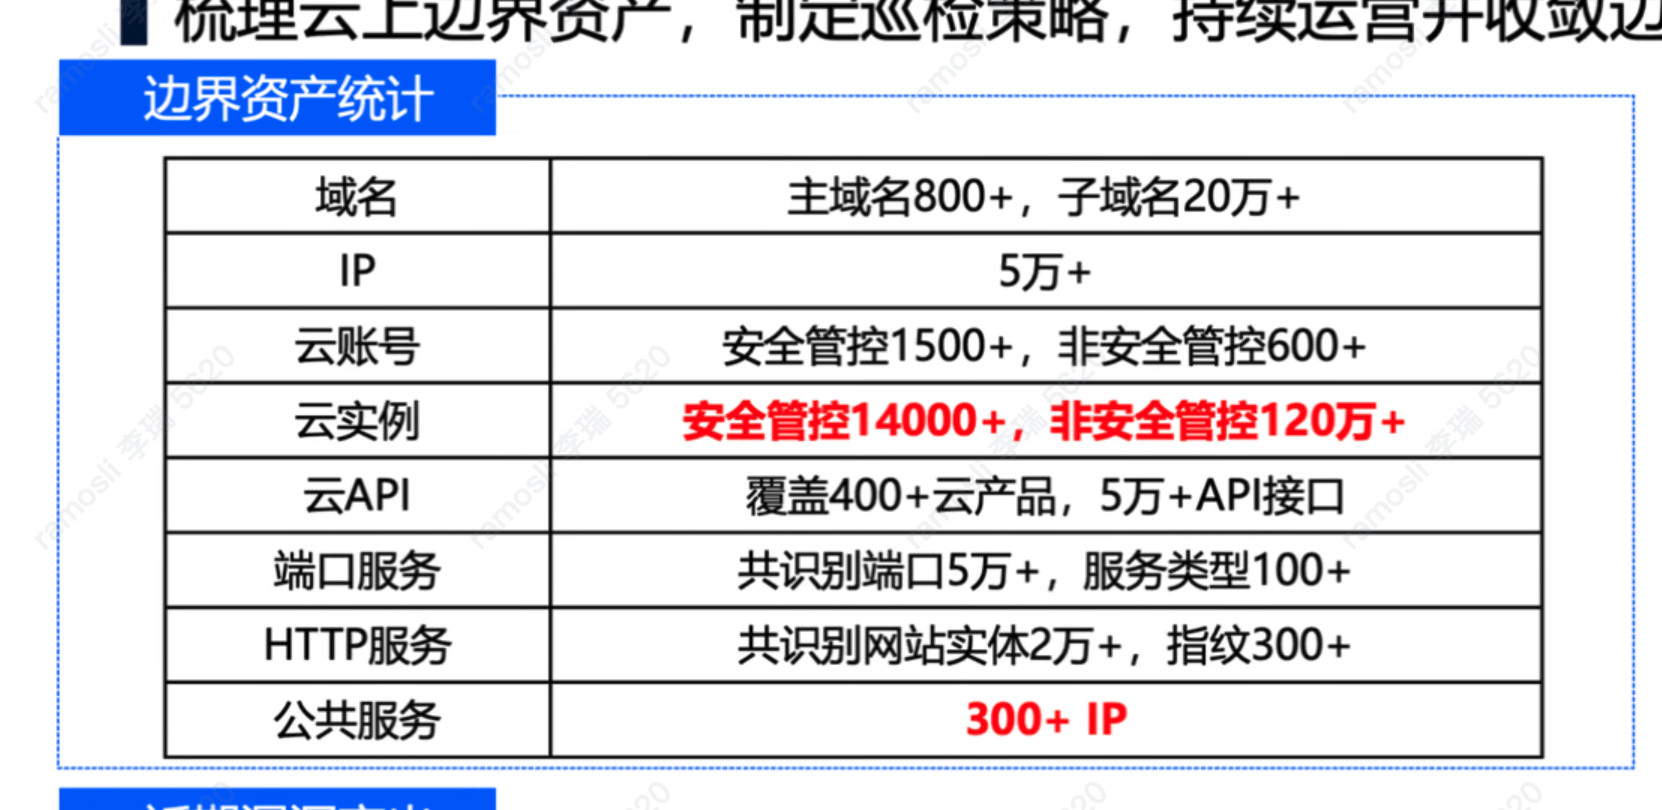 梳理云上边界资产，制定巡检策略，持续运营并收敛边
边界资产统计
域名 主域名800+，子域名20万+
IP 5万+
云账号 安全管控1500+，非安全管控600+
云实例 安全管控14000+，非安全管控120万+
云API 覆盖400+云产品，5万+API接口
端口服务 共识别端口5万+，服务类型100+
HTTP服务 共识别网站实体2万+，指纹300+
公共服务 300+ IP
ramosli 李瑞 5620